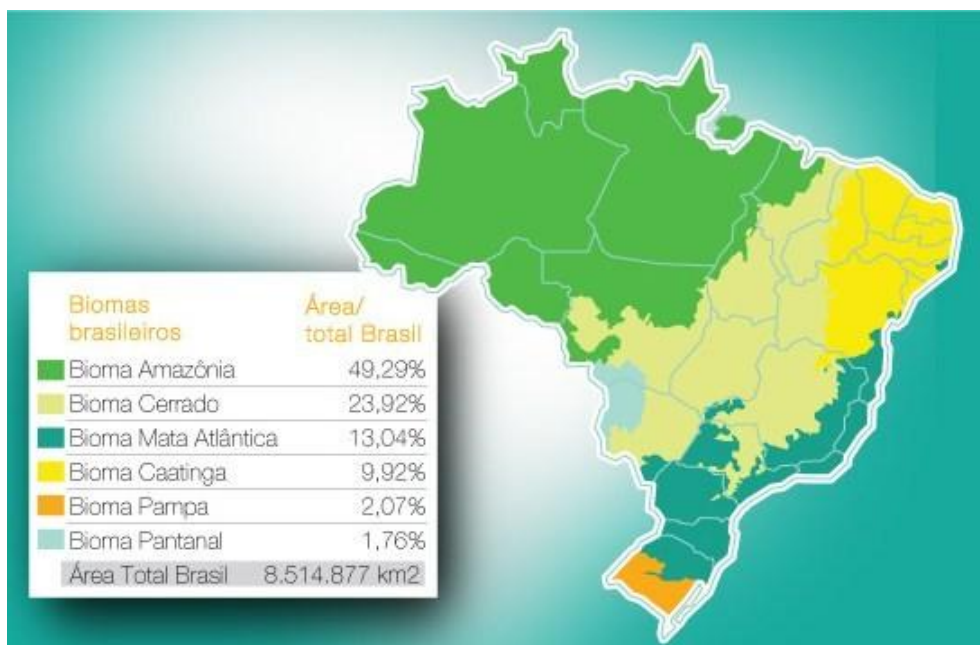 Biomas brasileiros Área/ total Brasil
Bioma Amazônia 49,29%
Bioma Cerrado 23,92%
Bioma Mata Atlântica 13,04%
Bioma Caatinga 9,92%
Bioma Pampa 2,07%
Bioma Pantanal 1,76%
Área Total Brasil 8.514.877 km2